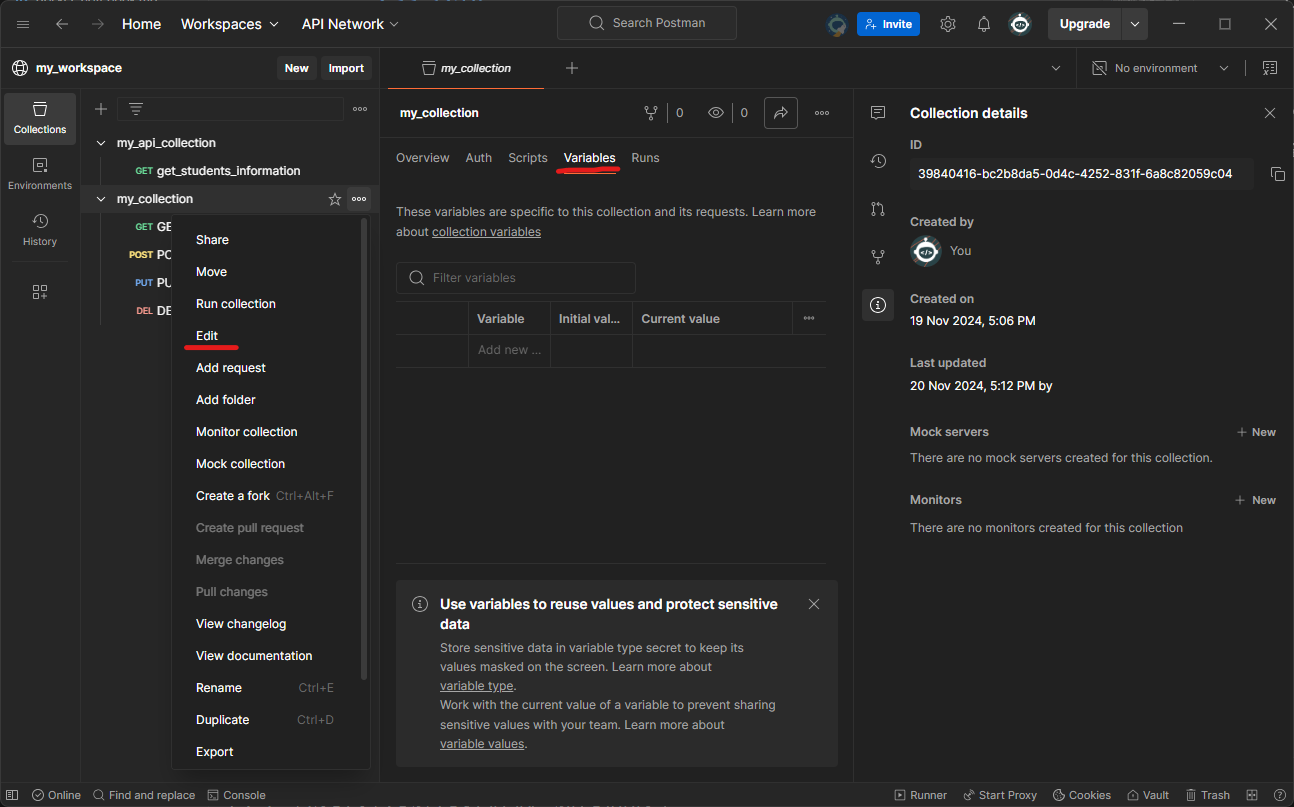 Home
Workspaces
API Network
Search Postman
Invite
Upgrade
my_workspace
New
Import
my_collection
No environment
Collections
Environments
History
my_api_collection
GET get_students_information
my_collection
GET GE
POST PO
PUT PU
DEL DE
Share
Move
Run collection
Edit
Add request
Add folder
Monitor collection
Mock collection
Create a fork Ctrl+Alt+F
Create pull request
Merge changes
Pull changes
View changelog
View documentation
Rename Ctrl+E
Duplicate Ctrl+D
Export
my_collection
0
0
Overview
Auth
Scripts
Variables
Runs
These variables are specific to this collection and its requests. Learn more
about collection variables
Filter variables
Variable
Initial val...
Current value
Add new ...
Use variables to reuse values and protect sensitive
data
Store sensitive data in variable type secret to keep its
values masked on the screen. Learn more about
variable type.
Work with the current value of a variable to prevent sharing
sensitive values with your team. Learn more about
variable values.
Collection details
ID
39840416-bc2b8da5-0d4c-4252-831f-6a8c82059c04
Created by
You
Created on
19 Nov 2024, 5:06 PM
Last updated
20 Nov 2024, 5:12 PM by
Mock servers
New
There are no mock servers created for this collection.
Monitors
New
There are no monitors created for this collection
Online
Find and replace
Console
Runner
Start Proxy
Cookies
Vault
Trash